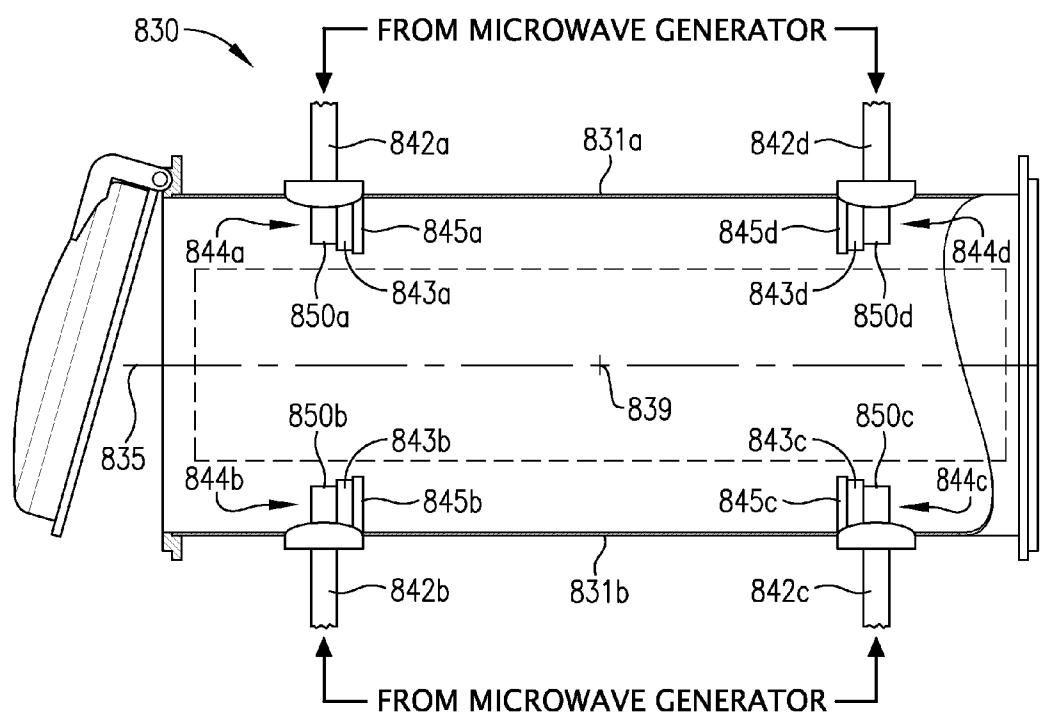 830
FROM MICROWAVE GENERATOR
842a 831a 842d
844a 845a 845d 844d
850a 843a 843d 850d
835 839
850b 843b 843c 850c
844b 845b 845c 844c
842b 831b 842c
FROM MICROWAVE GENERATOR